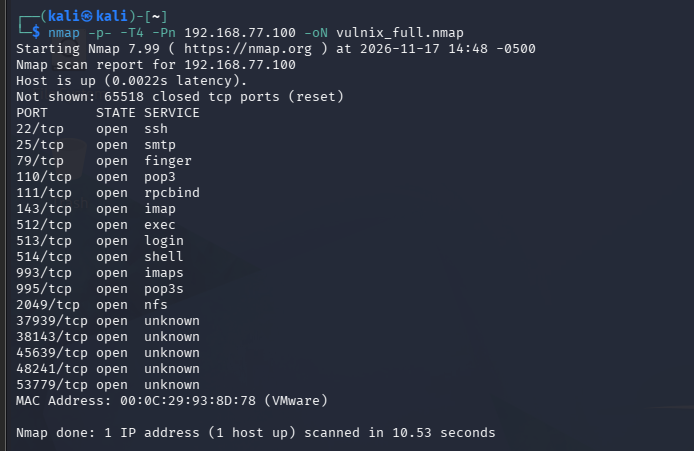 ┌──(kali㉿kali)-[~]
└─$ nmap -p- -T4 -Pn 192.168.77.100 -oN vulnix_full.nmap
Starting Nmap 7.99 ( https://nmap.org ) at 2026-11-17 14:48 -0500
Nmap scan report for 192.168.77.100
Host is up (0.0022s latency).
Not shown: 65518 closed tcp ports (reset)
PORT      STATE SERVICE
22/tcp    open  ssh
25/tcp    open  smtp
79/tcp    open  finger
110/tcp   open  pop3
111/tcp   open  rpcbind
143/tcp   open  imap
512/tcp   open  exec
513/tcp   open  login
514/tcp   open  shell
993/tcp   open  imaps
995/tcp   open  pop3s
2049/tcp  open  nfs
37939/tcp open  unknown
38143/tcp open  unknown
45639/tcp open  unknown
48241/tcp open  unknown
53779/tcp open  unknown
MAC Address: 00:0C:29:93:8D:78 (VMware)
Nmap done: 1 IP address (1 host up) scanned in 10.53 seconds